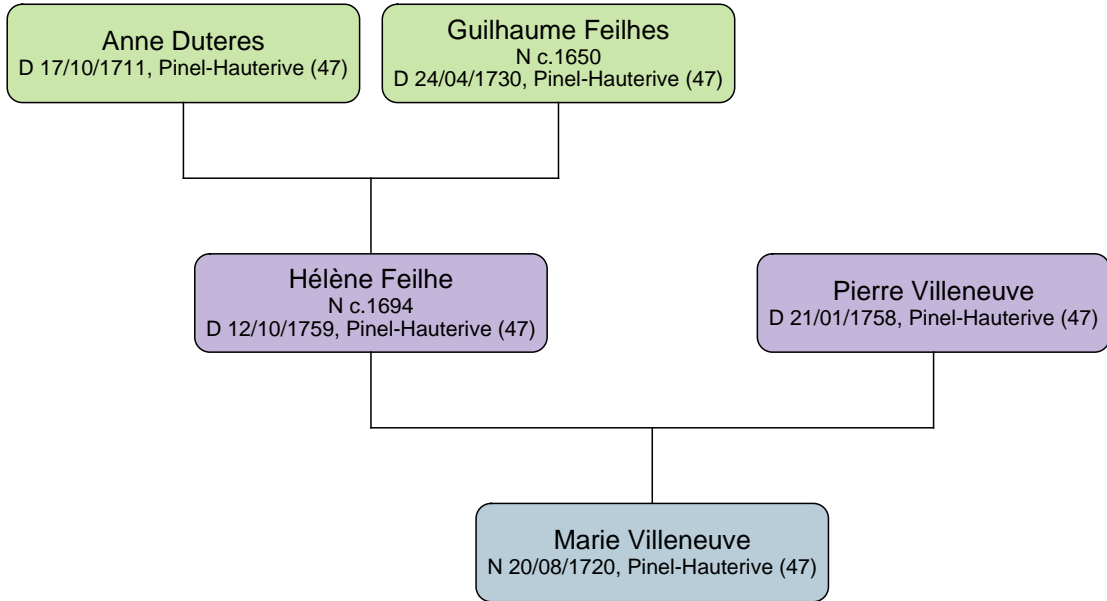 Anne Duteres
D 17/10/1711, Pinel-Hauterive (47)
Guilhaume Feilhes
N c.1650
D 24/04/1730, Pinel-Hauterive (47)
Hélène Feilhe
N c.1694
D 12/10/1759, Pinel-Hauterive (47)
Pierre Villeneuve
D 21/01/1758, Pinel-Hauterive (47)
Marie Villeneuve
N 20/08/1720, Pinel-Hauterive (47)